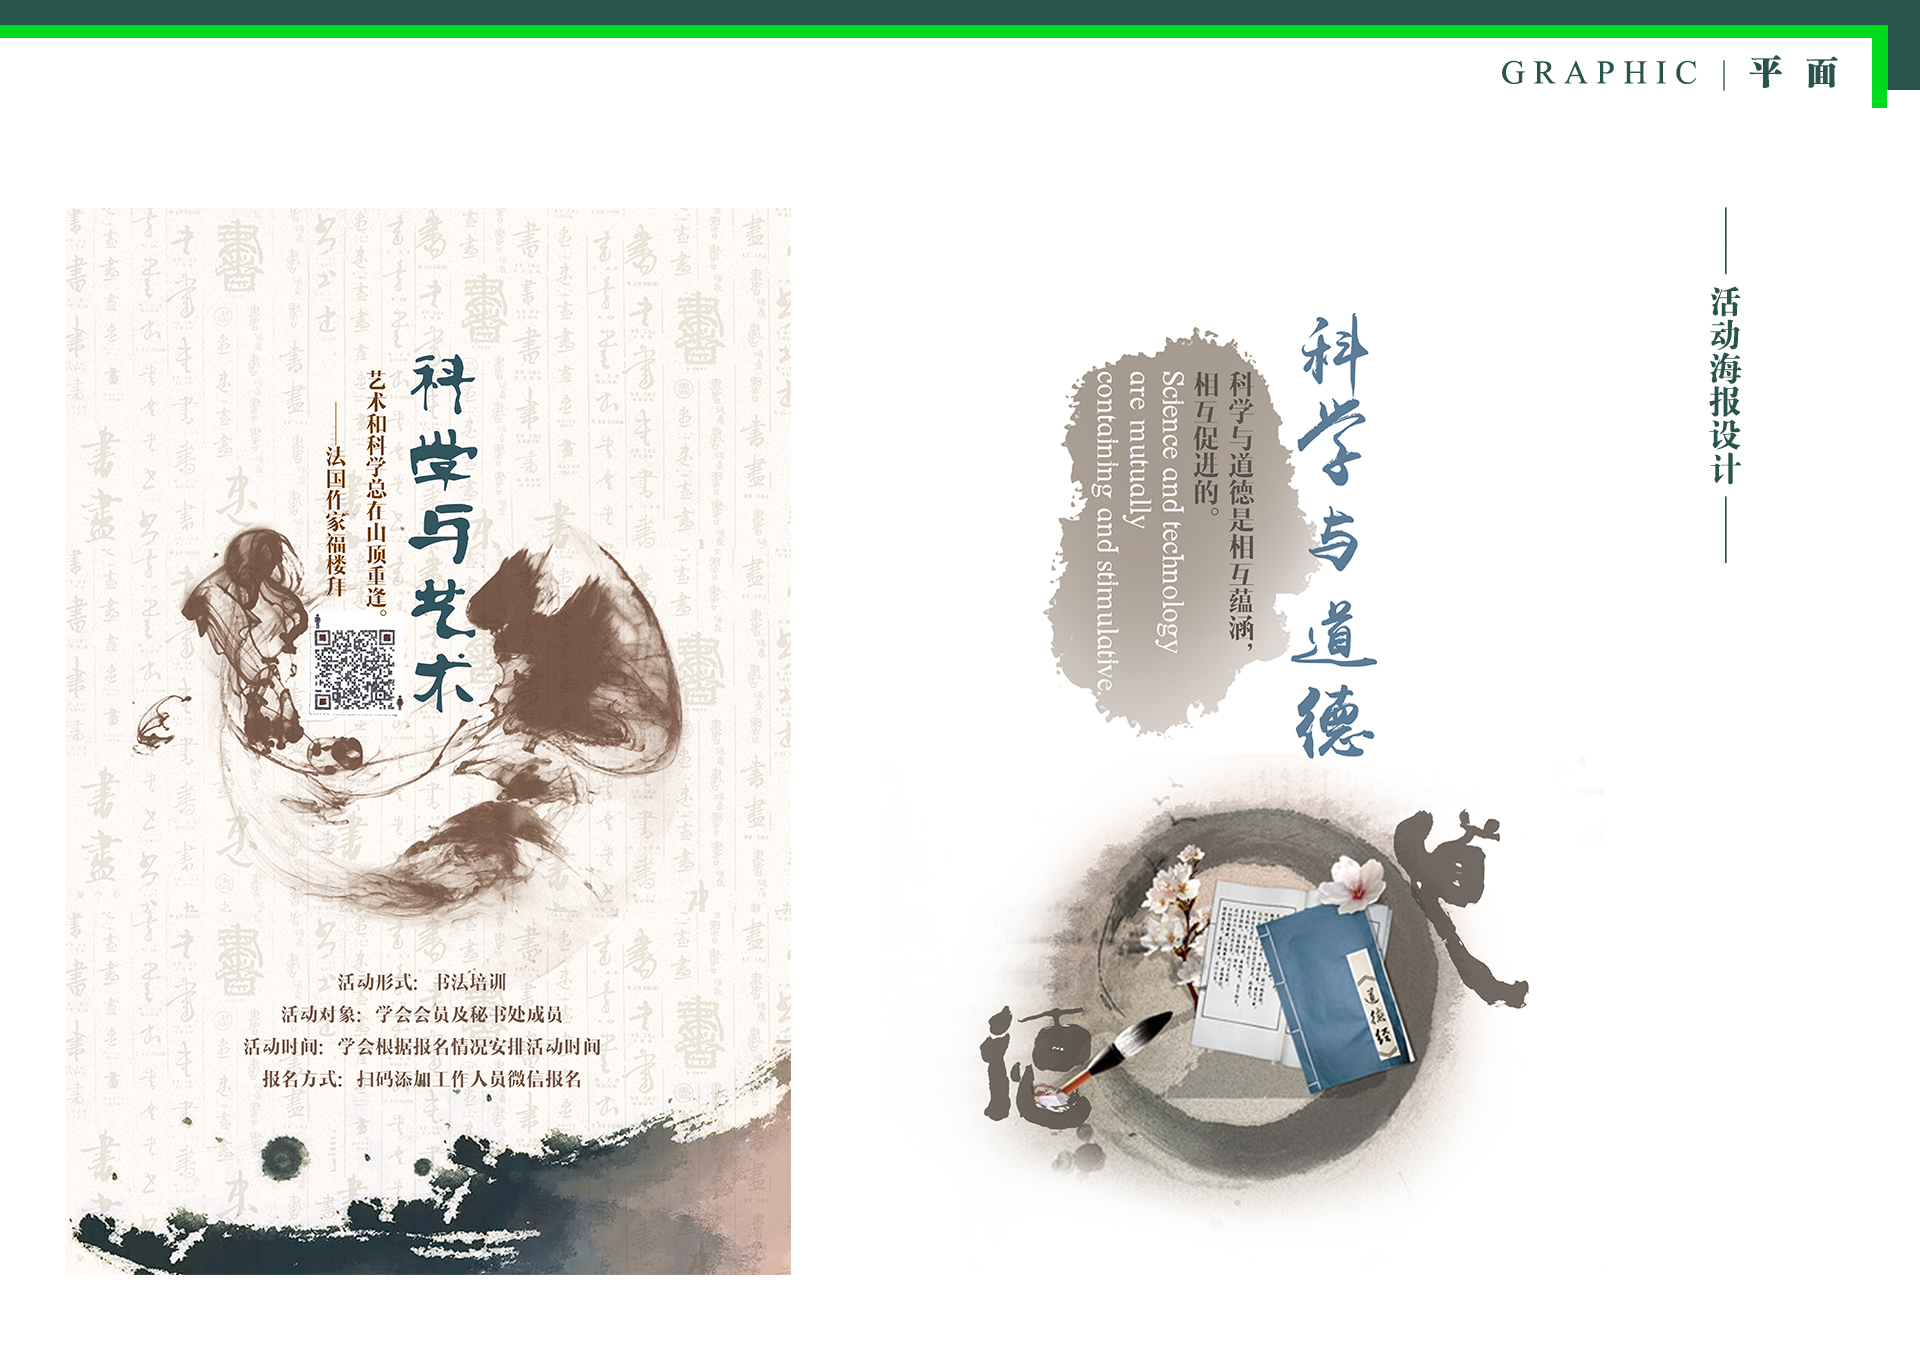 GRAPHIC | 平 面
活动海报设计
科学与艺术
艺术和科学总在山顶重逢。
——法国作家福楼拜
活动形式：书法培训
活动对象：学会会员及秘书处成员
活动时间：学会根据报名情况安排活动时间
报名方式：扫码添加工作人员微信报名
科学与道德
科学与道德是相互蕴涵，
相互促进的。
Science and technology
are mutually
containing and stimulative.
道
德
道德经